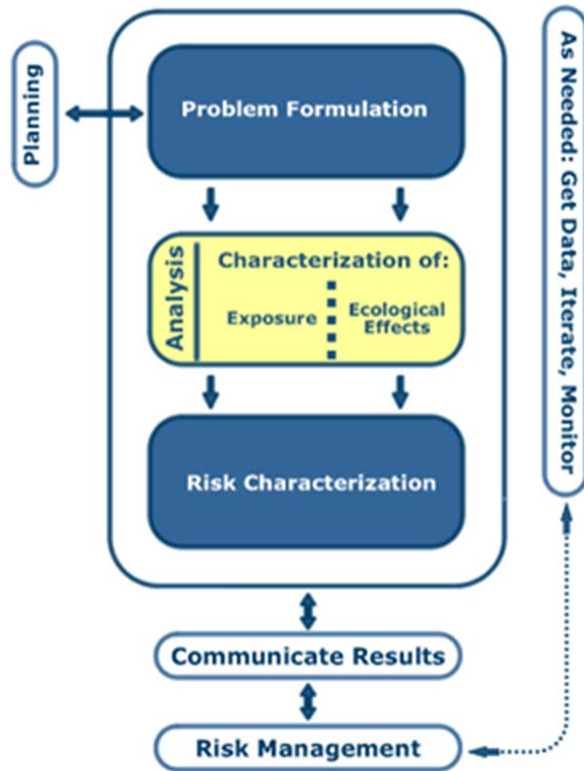 Planning
Problem Formulation
Analysis
Characterization of:
Exposure
Ecological
Effects
Risk Characterization
Communicate Results
Risk Management
As Needed: Get Data, Iterate, Monitor